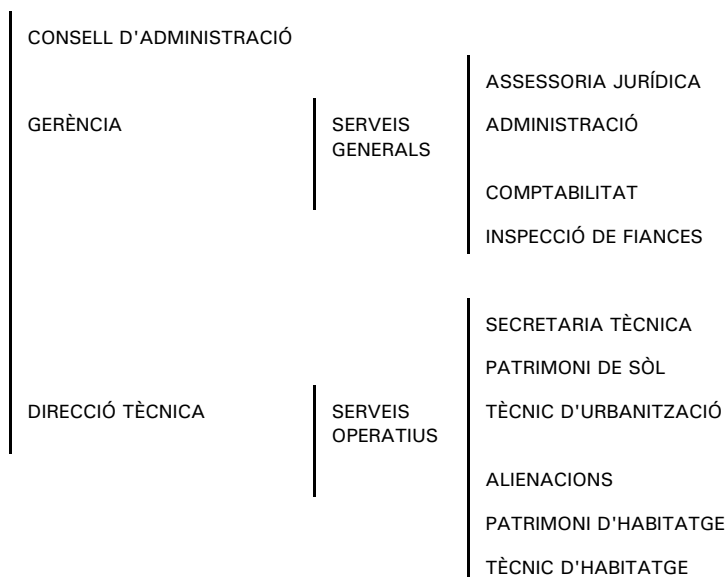 CONSELL D'ADMINISTRACIÓ
GERÈNCIA
SERVEIS
GENERALS
ASSESSORIA JURÍDICA
ADMINISTRACIÓ
COMPTABILITAT
INSPECCIÓ DE FIANCES
DIRECCIÓ TÈCNICA
SERVEIS
OPERATIUS
SECRETARIA TÈCNICA
PATRIMONI DE SÒL
TÈCNIC D'URBANITZACIÓ
ALIENACIONS
PATRIMONI D'HABITATGE
TÈCNIC D'HABITATGE